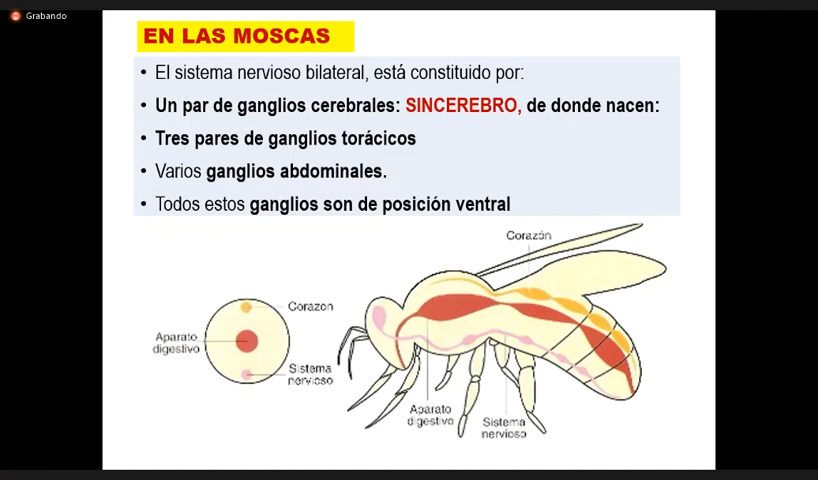 Grabando
EN LAS MOSCAS
• El sistema nervioso bilateral, está constituido por:
• Un par de ganglios cerebrales: SINCEREBRO, de donde nacen:
• Tres pares de ganglios torácicos
• Varios ganglios abdominales.
• Todos estos ganglios son de posición ventral
Corazón
Corazon
Aparato
digestivo
Sistema
nervioso
Aparato
digestivo
Sistema
nervioso